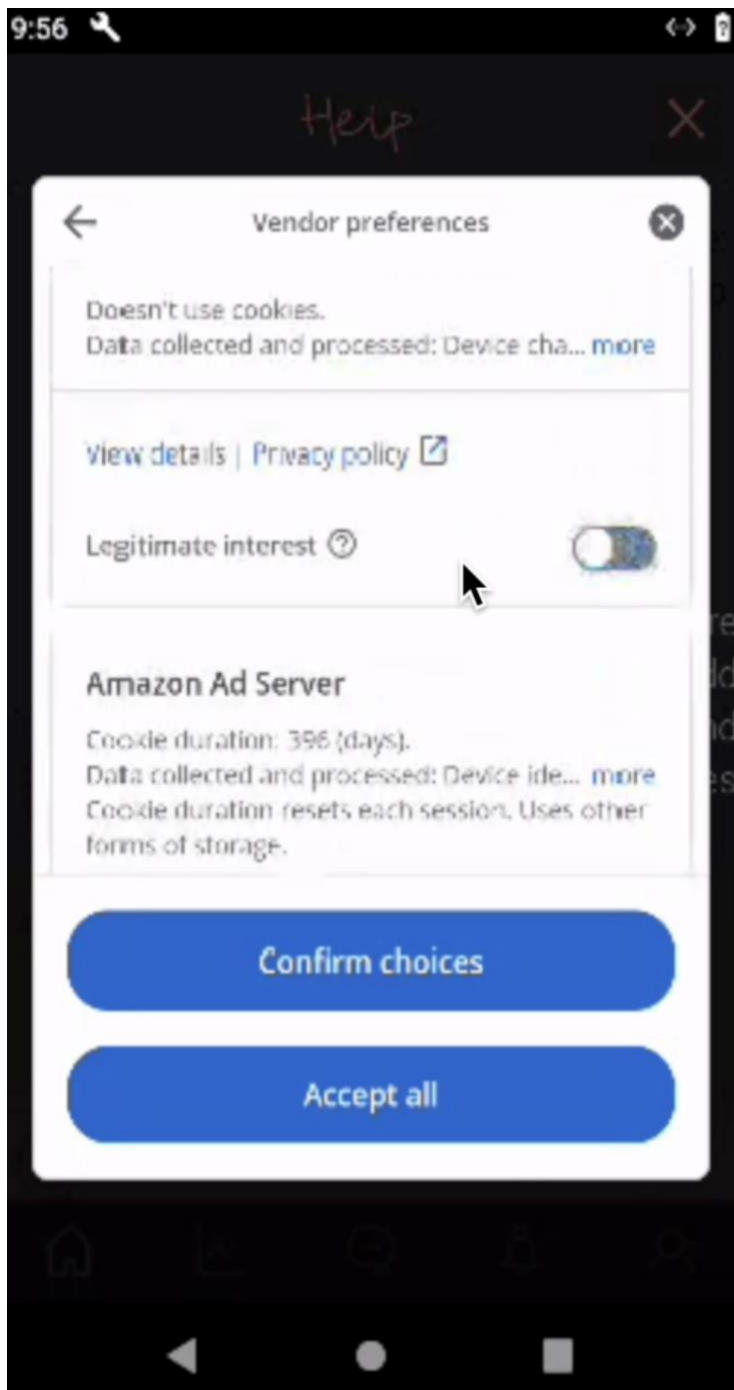 9:56
Help
Vendor preferences
Doesn't use cookies.
Data collected and processed: Device cha... more
View details | Privacy policy
Legitimate interest
Amazon Ad Server
Cookie duration: 396 (days).
Data collected and processed: Device ide... more
Cookie duration resets each session. Uses other
forms of storage.
Confirm choices
Accept all